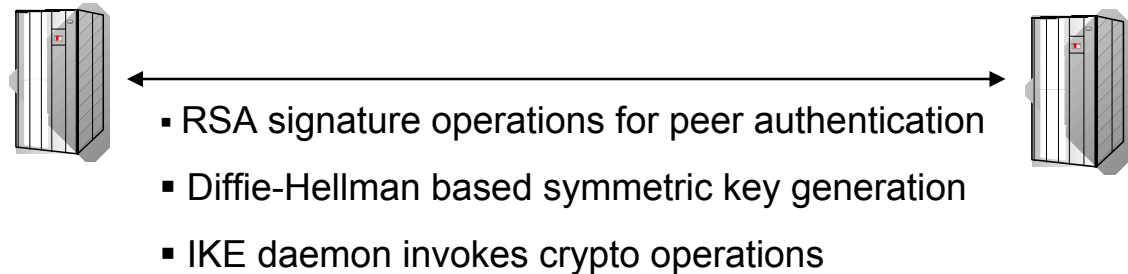 ▪ RSA signature operations for peer authentication
▪ Diffie-Hellman based symmetric key generation
▪ IKE daemon invokes crypto operations